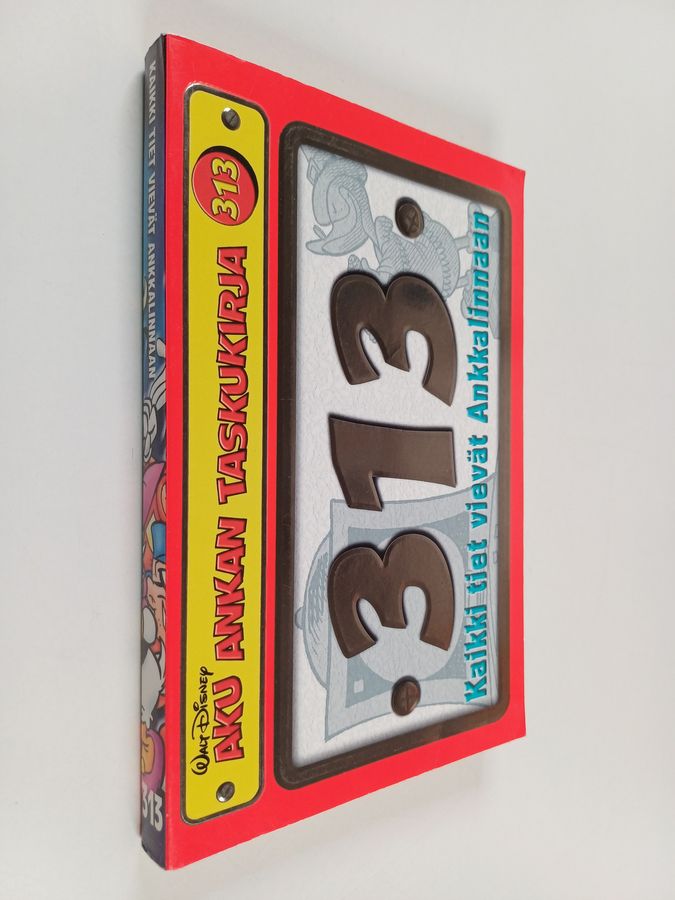 WALT DISNEY
AKU ANKAN TASKUKIRJA 313
313
Kaikki tiet vievät Ankkalinnaan
KAIKKI TIET VIEVÄT ANKKALINNAAN
313